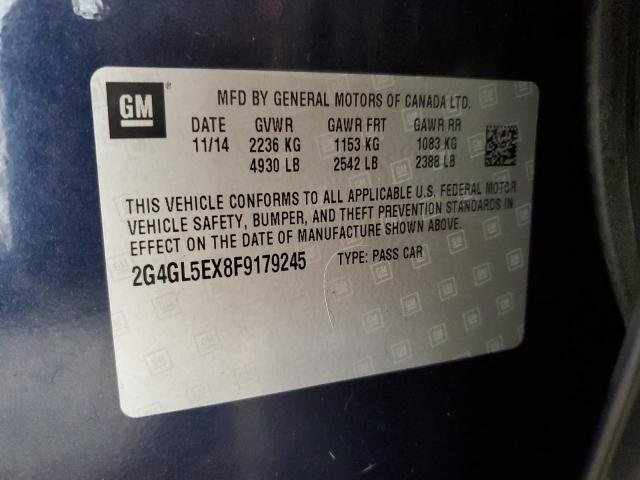 GM
MFD BY GENERAL MOTORS OF CANADA LTD.
DATE GVWR GAWR FRT GAWR RR
11/14 2236 KG 1153 KG 1083 KG
4930 LB 2542 LB 2388 LB
THIS VEHICLE CONFORMS TO ALL APPLICABLE U.S. FEDERAL MOTOR
VEHICLE SAFETY, BUMPER, AND THEFT PREVENTION STANDARDS IN
EFFECT ON THE DATE OF MANUFACTURE SHOWN ABOVE.
2G4GL5EX8F9179245 TYPE: PASS CAR